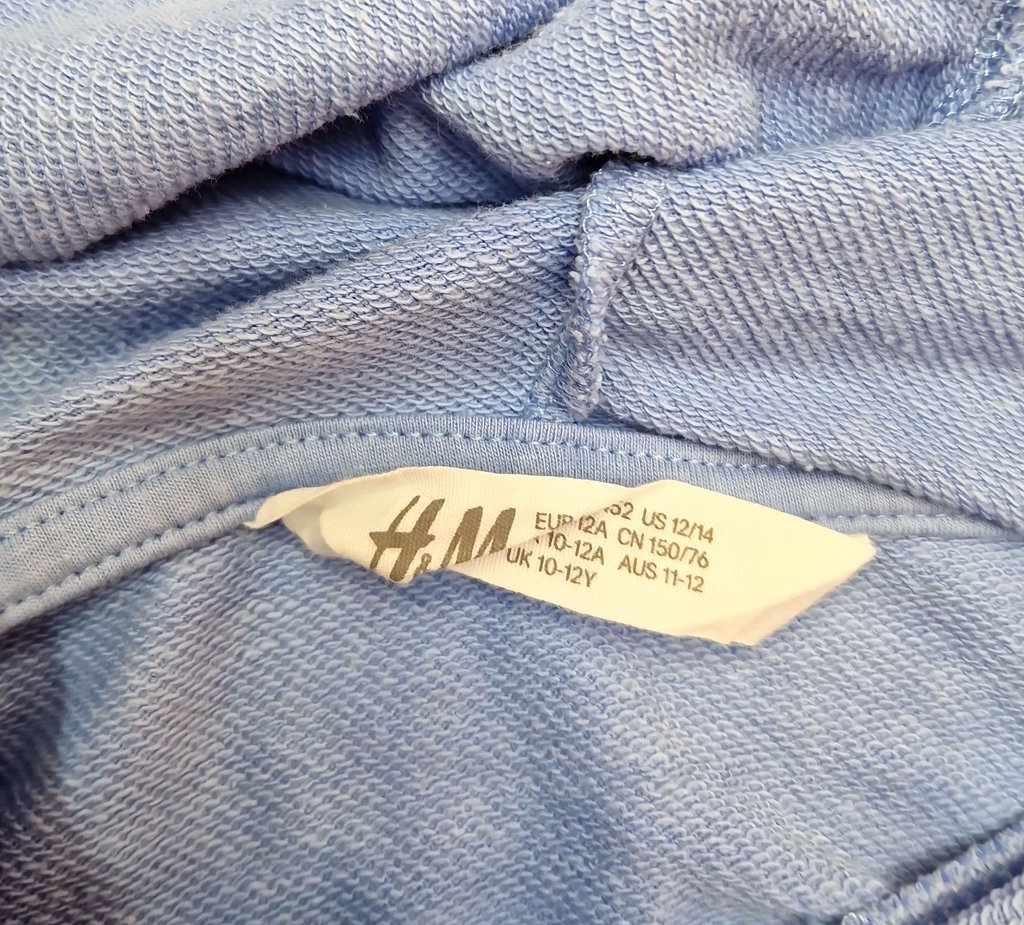 H&M
US 12/14
EUR 12A CN 150/76
10-12A AUS 11-12
UK 10-12Y